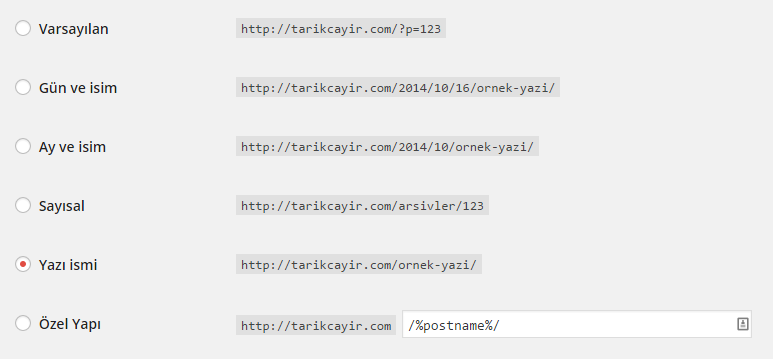 Varsayılan http://tarikcayir.com/?p=123
Gün ve isim http://tarikcayir.com/2014/10/16/ornek-yazi/
Ay ve isim http://tarikcayir.com/2014/10/ornek-yazi/
Sayısal http://tarikcayir.com/arsivler/123
Yazı ismi http://tarikcayir.com/ornek-yazi/
Özel Yapı http://tarikcayir.com /%postname%/